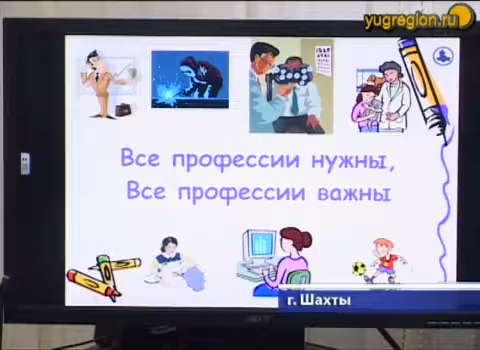 yugregion.ru
Все профессии нужны,
Все профессии важны
г. Шахты